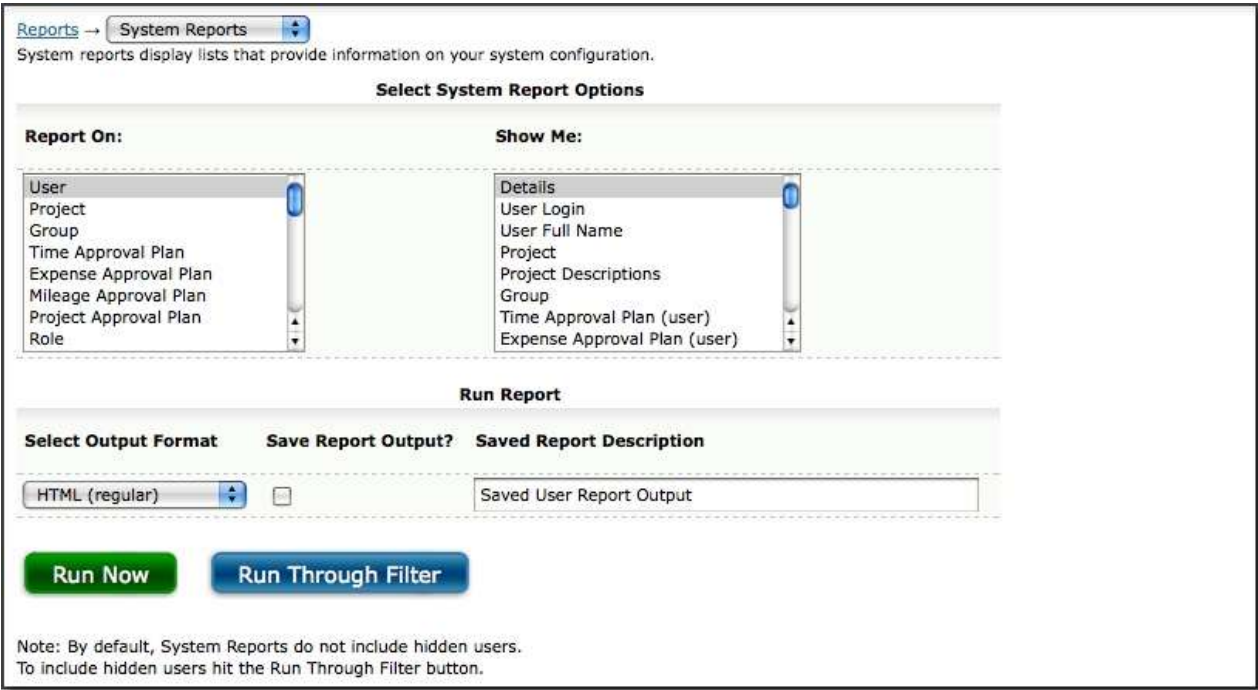 Reports → System Reports
System reports display lists that provide information on your system configuration.
Select System Report Options
Report On: Show Me:
User Details
Project User Login
Group User Full Name
Time Approval Plan Project
Expense Approval Plan Project Descriptions
Mileage Approval Plan Group
Project Approval Plan Time Approval Plan (user)
Role Expense Approval Plan (user)
Run Report
Select Output Format Save Report Output? Saved Report Description
HTML (regular) Saved User Report Output
Run Now Run Through Filter
Note: By default, System Reports do not include hidden users.
To include hidden users hit the Run Through Filter button.